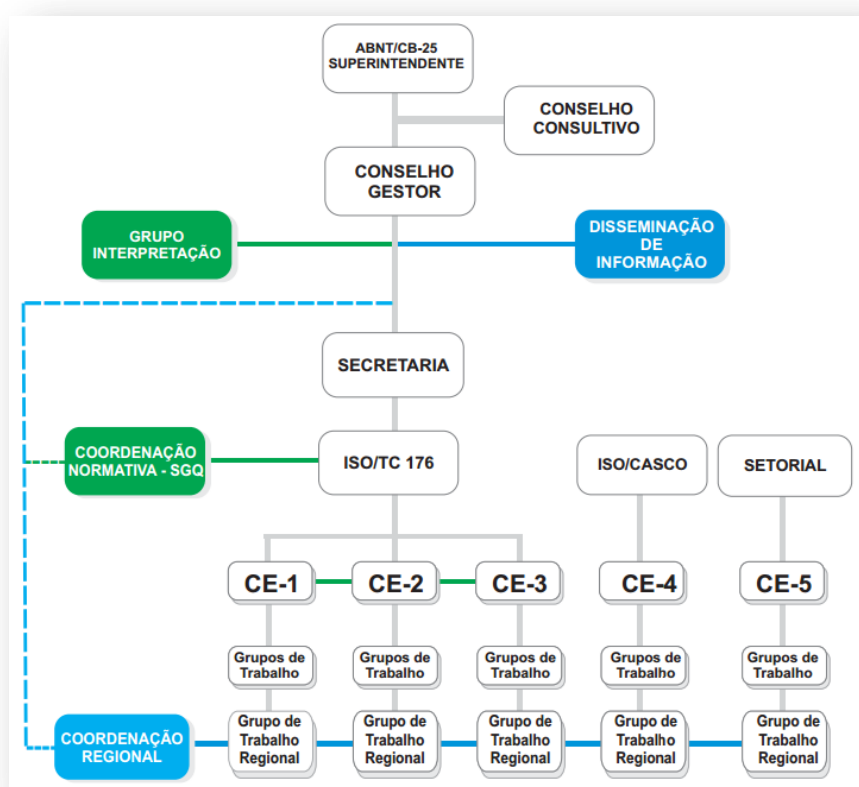 ABNT/CB-25
SUPERINTENDENTE
CONSELHO
CONSULTIVO
CONSELHO
GESTOR
GRUPO
INTERPRETAÇÃO
DISSEMINAÇÃO
DE
INFORMAÇÃO
SECRETARIA
COORDENAÇÃO
NORMATIVA - SGQ
ISO/TC 176
ISO/CASCO
SETORIAL
CE-1
CE-2
CE-3
CE-4
CE-5
Grupos de
Trabalho
Grupos de
Trabalho
Grupos de
Trabalho
Grupos de
Trabalho
Grupos de
Trabalho
COORDENAÇÃO
REGIONAL
Grupo de
Trabalho
Regional
Grupo de
Trabalho
Regional
Grupo de
Trabalho
Regional
Grupo de
Trabalho
Regional
Grupo de
Trabalho
Regional